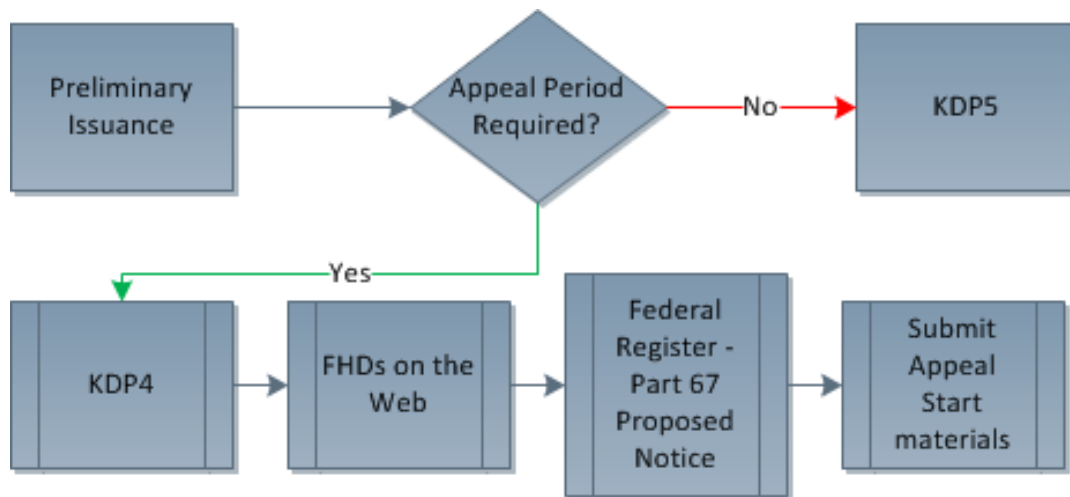 Preliminary
Issuance
Appeal Period
Required?
No
KDP5
Yes
KDP4
FHDs on the
Web
Federal
Register -
Part 67
Proposed
Notice
Submit
Appeal
Start
materials